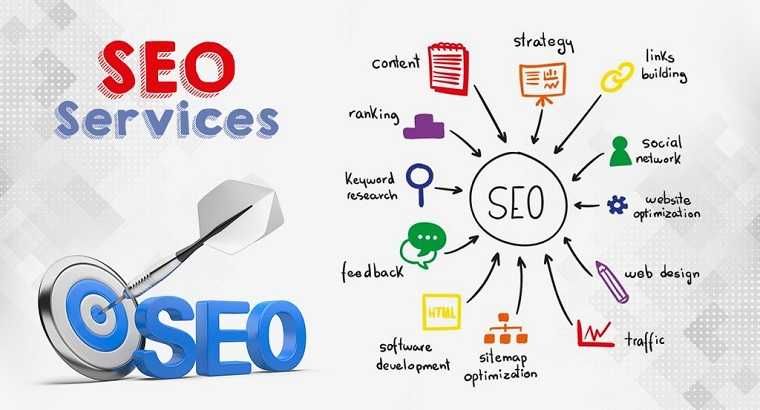 SEO
Services
SEO
content
strategy
links
building
ranking
social
network
Keyword
research
SEO
website
optimization
feedback
web design
HTML
software
development
sitemap
optimization
traffic